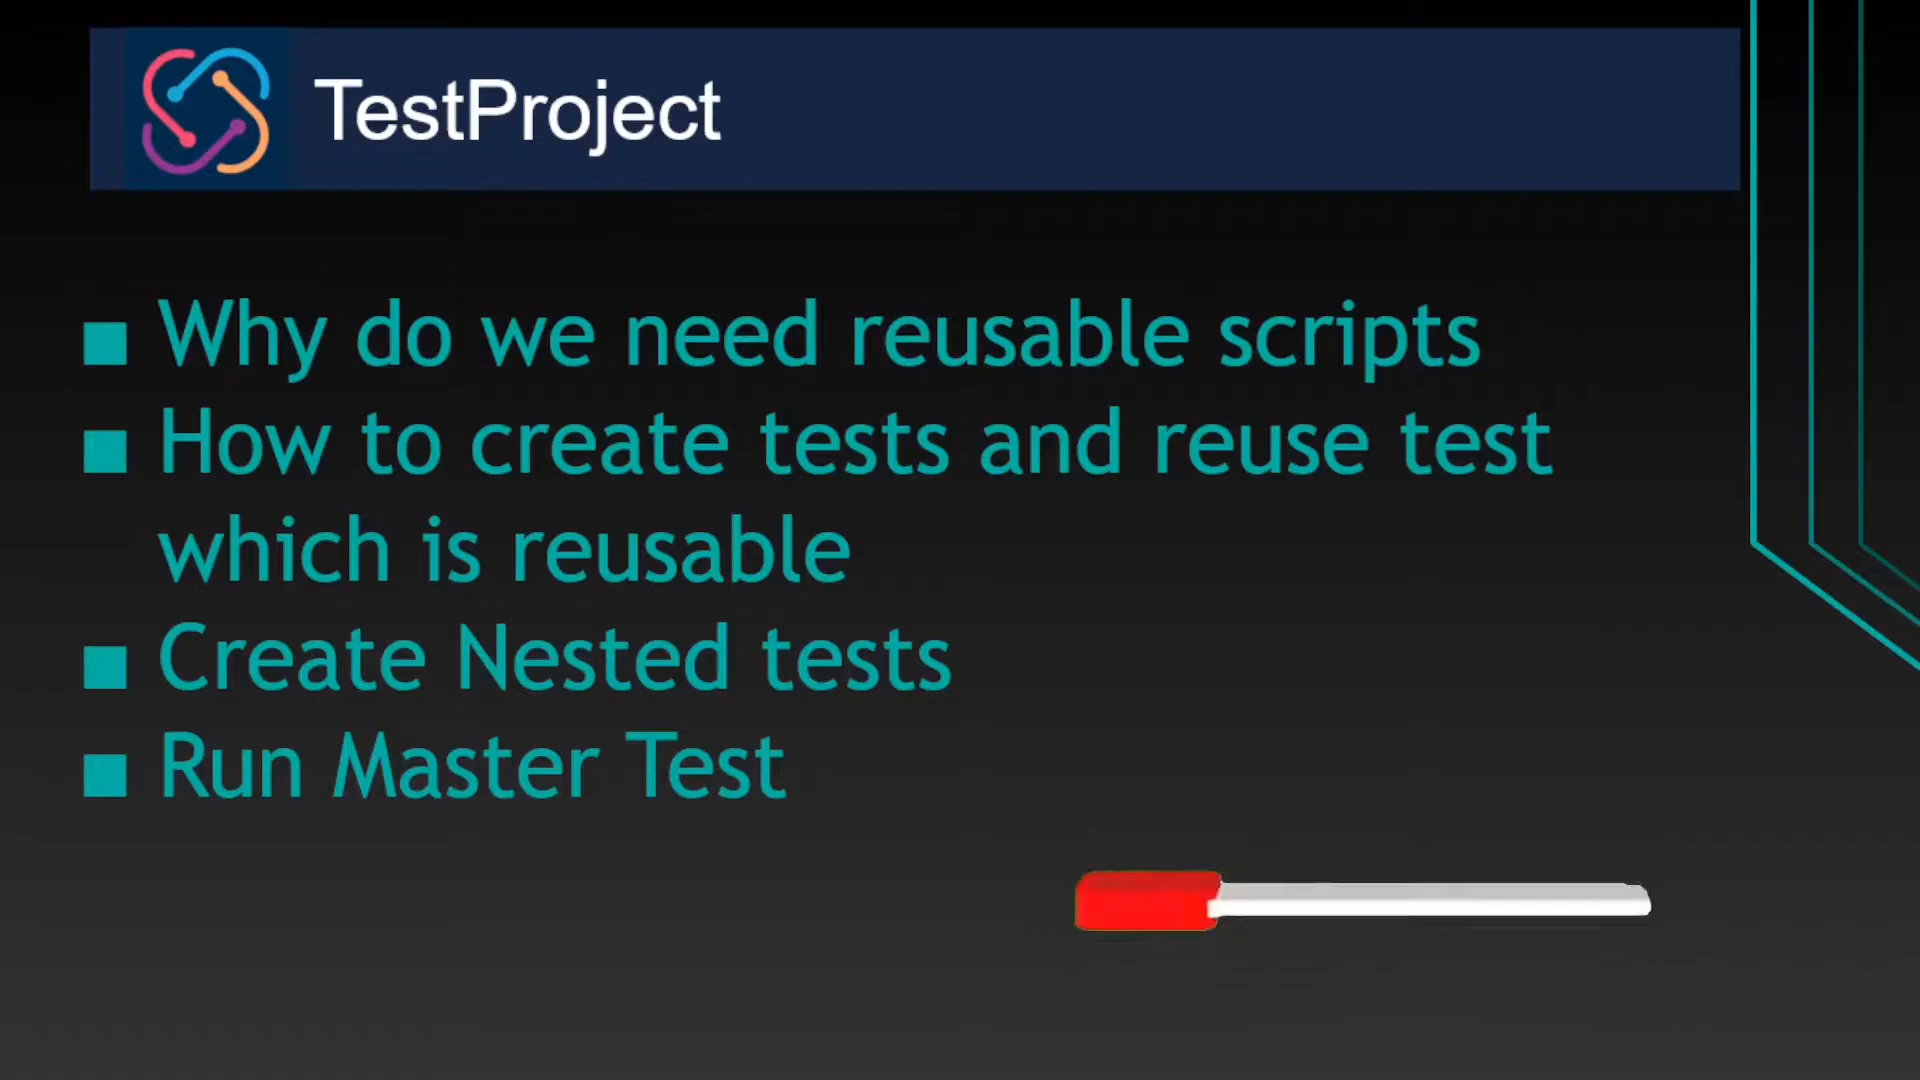 TestProject
Why do we need reusable scripts
How to create tests and reuse test
which is reusable
Create Nested tests
Run Master Test